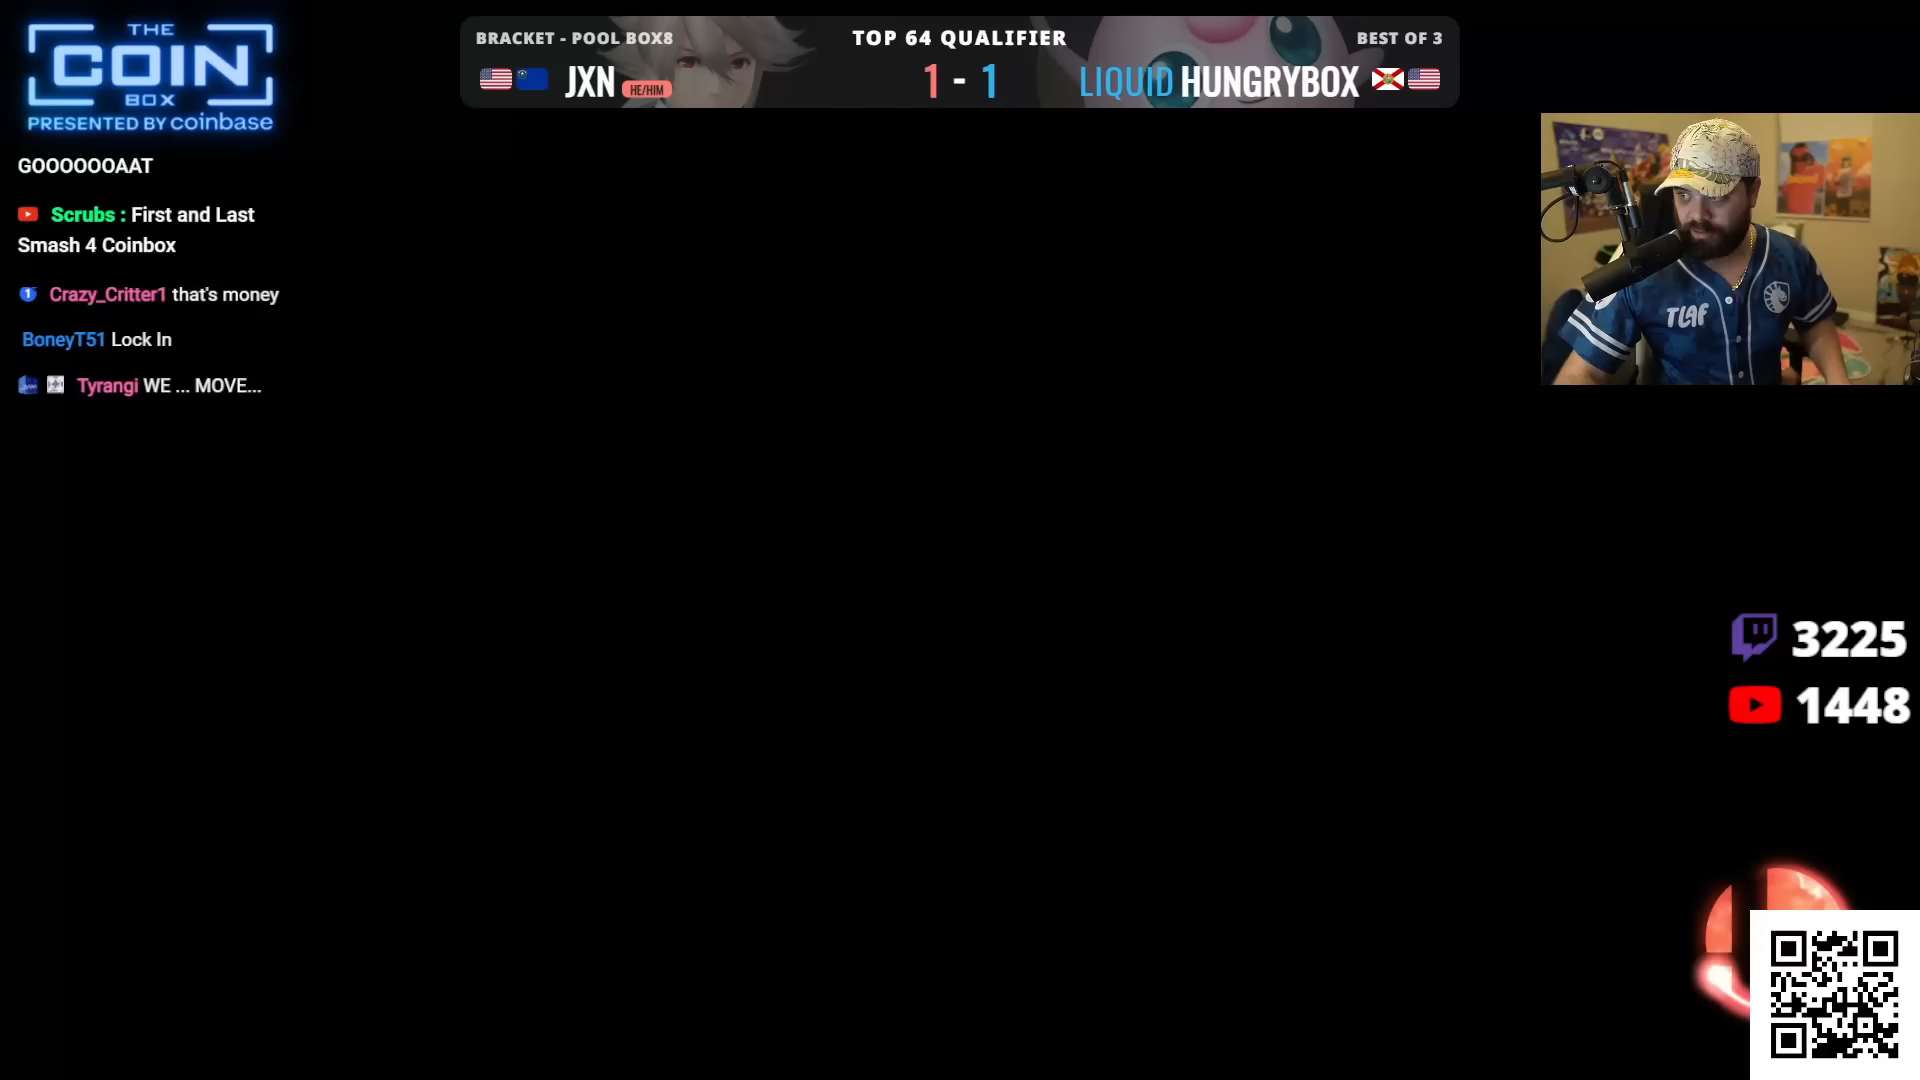 THE
COIN
BOX
PRESENTED BY coinbase
BRACKET - POOL BOX8
TOP 64 QUALIFIER
BEST OF 3
JXN HE/HIM
1 - 1
LIQUID HUNGRYBOX
GOOOOOOAAT
Scrubs : First and Last
Smash 4 Coinbox
1 Crazy_Critter1 that's money
BoneyT51 Lock In
Tyrangi WE ... MOVE...
TLAF
3225
1448